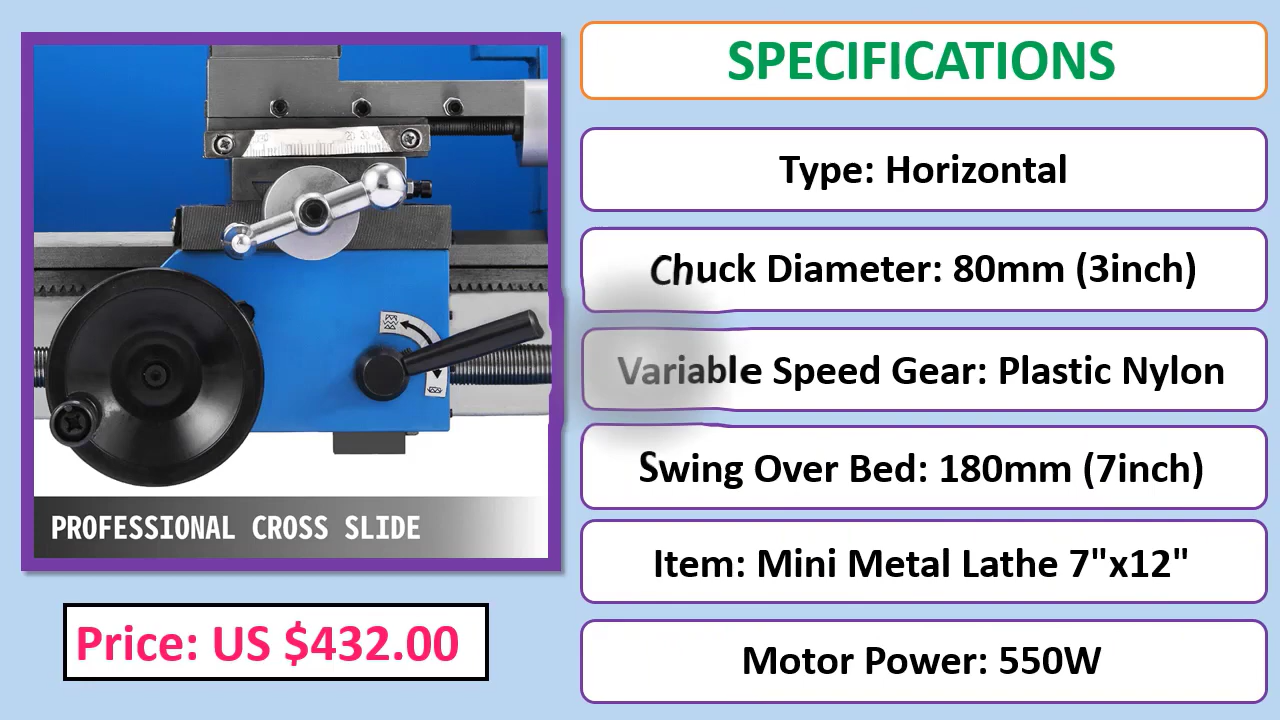 SPECIFICATIONS
Type: Horizontal
Chuck Diameter: 80mm (3inch)
Variable Speed Gear: Plastic Nylon
Swing Over Bed: 180mm (7inch)
Item: Mini Metal Lathe 7"x12"
Motor Power: 550W
PROFESSIONAL CROSS SLIDE
Price: US $432.00